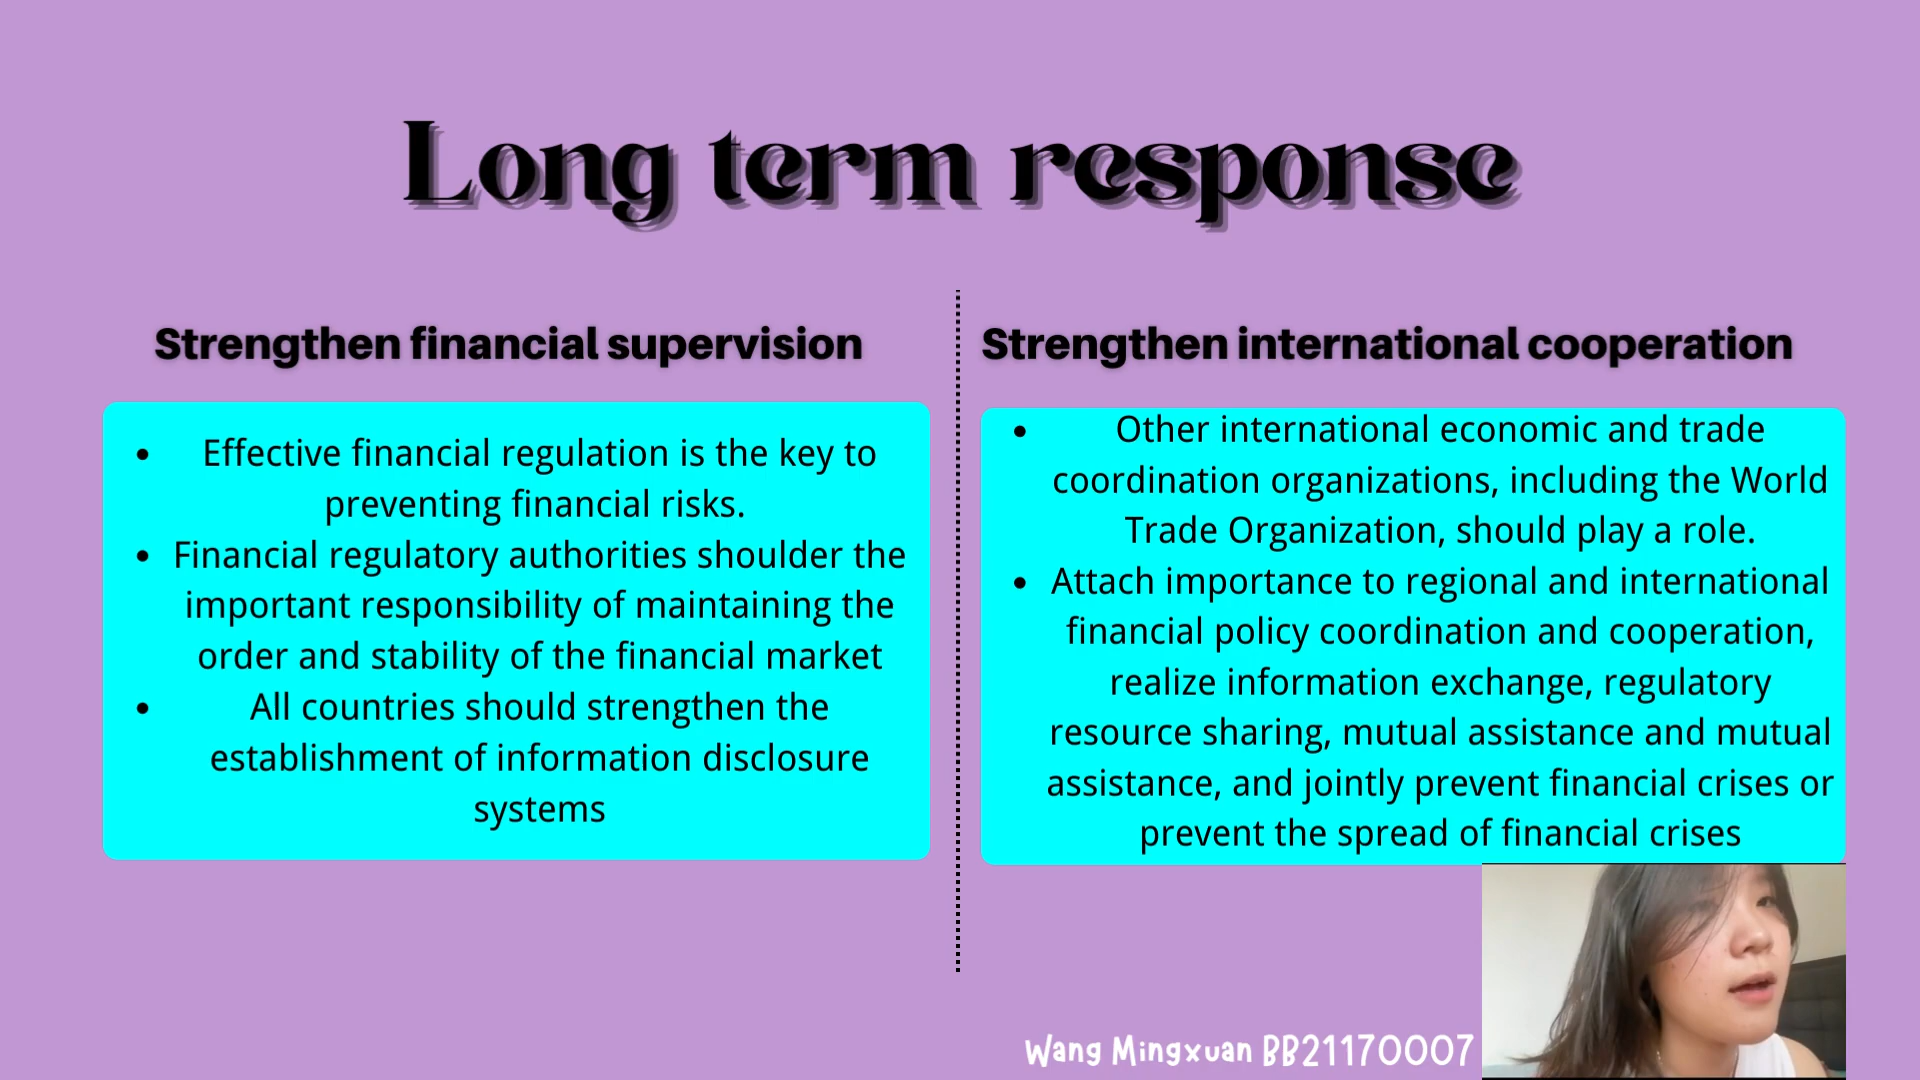 Long term response
Strengthen financial supervision
• Effective financial regulation is the key to
preventing financial risks.
• Financial regulatory authorities shoulder the
important responsibility of maintaining the
order and stability of the financial market
• All countries should strengthen the
establishment of information disclosure
systems
Strengthen international cooperation
• Other international economic and trade
coordination organizations, including the World
Trade Organization, should play a role.
• Attach importance to regional and international
financial policy coordination and cooperation,
realize information exchange, regulatory
resource sharing, mutual assistance and mutual
assistance, and jointly prevent financial crises or
prevent the spread of financial crises
Wang Mingxuan BB21170007